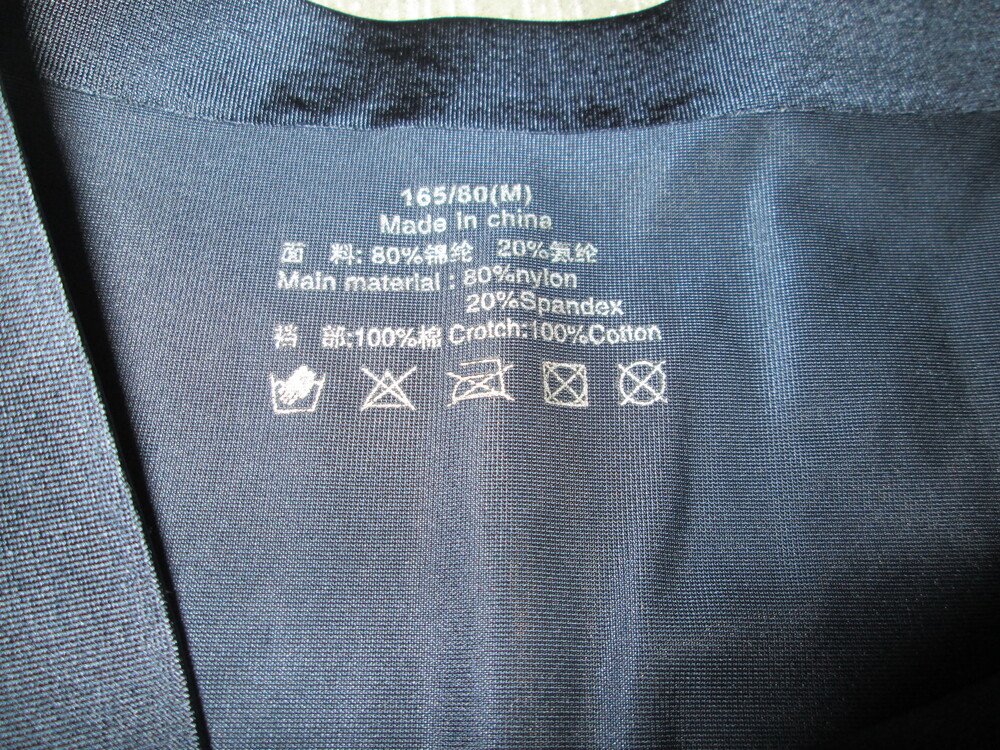 165/80(M)
Made in china
面 料: 80%锦纶 20%氨纶
Main material : 80%nylon
20%Spandex
裆 部:100%棉 Crotch:100%Cotton